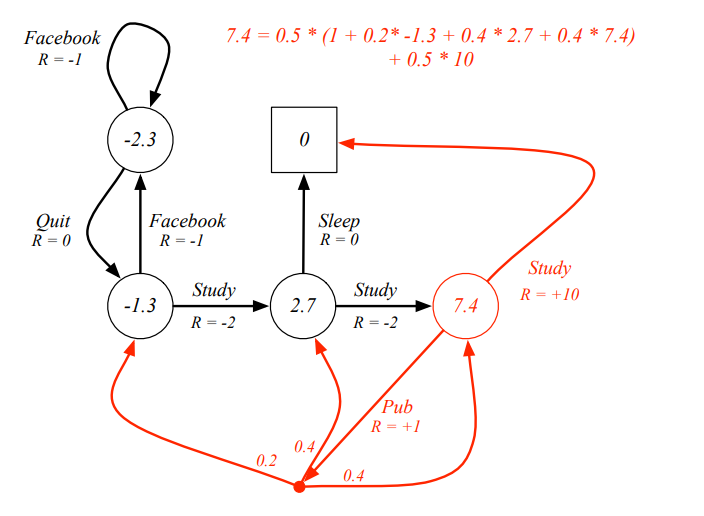 7.4 = 0.5 * (1 + 0.2* -1.3 + 0.4 * 2.7 + 0.4 * 7.4)
+ 0.5 * 10
Facebook
R = -1
-2.3
0
Quit
R = 0
Facebook
R = -1
Sleep
R = 0
Study
R = +10
-1.3
Study
R = -2
2.7
Study
R = -2
7.4
Pub
R = +1
0.2
0.4
0.4